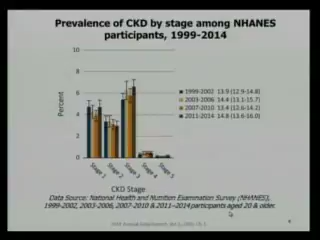 Prevalence of CKD by stage among NHANES
participants, 1999-2014
10
8
6
4
2
0
Percent
Stage 1
Stage 2
Stage 3
Stage 4
Stage 5
CKD Stage
1999-2002 13.9 (12.9-14.8)
2003-2006 14.4 (13.1-15.7)
2007-2010 13.4 (12.6-14.2)
2011-2014 14.8 (13.6-16.0)
Data Source: National Health and Nutrition Examination Survey (NHANES),
1999-2002, 2003-2006, 2007-2010 & 2011–2014 participants aged 20 & older.